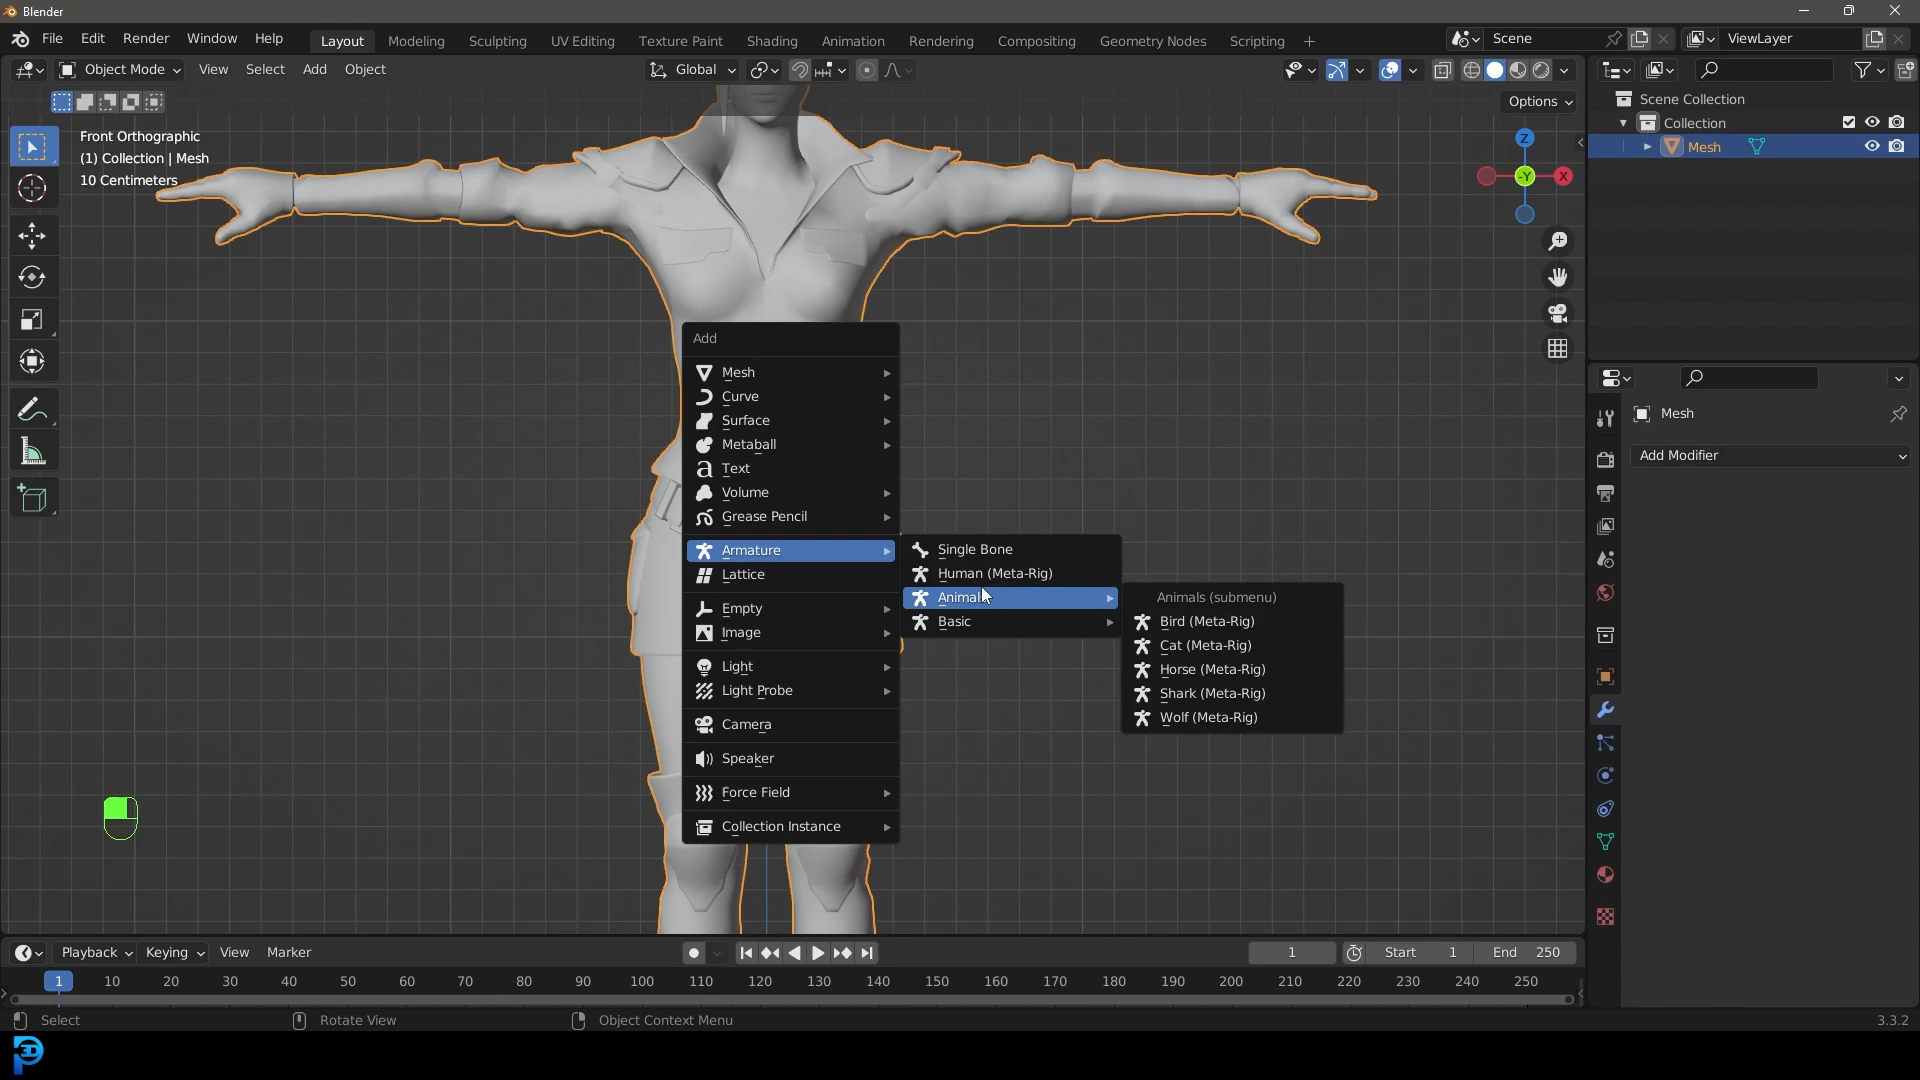 Blender
File Edit Render Window Help
Layout Modeling Sculpting UV Editing Texture Paint Shading Animation Rendering Compositing Geometry Nodes Scripting +
Scene
ViewLayer
Object Mode View Select Add Object
Global
Options
Front Orthographic
(1) Collection | Mesh
10 Centimeters
Z
-Y
X
Scene Collection
Collection
Mesh
Mesh
Add Modifier
Add
Mesh
Curve
Surface
Metaball
Text
Volume
Grease Pencil
Armature
Lattice
Empty
Image
Light
Light Probe
Camera
Speaker
Force Field
Collection Instance
Single Bone
Human (Meta-Rig)
Animal
Basic
Animals (submenu)
Bird (Meta-Rig)
Cat (Meta-Rig)
Horse (Meta-Rig)
Shark (Meta-Rig)
Wolf (Meta-Rig)
Playback Keying View Marker
1 Start 1 End 250
1 10 20 30 40 50 60 70 80 90 100 110 120 130 140 150 160 170 180 190 200 210 220 230 240 250
Select Rotate View Object Context Menu 3.3.2
3D